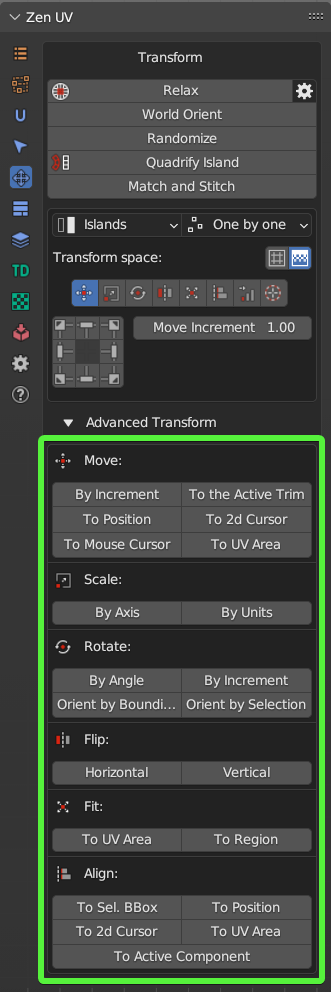 Zen UV
Transform
Relax
World Orient
Randomize
Quadrify Island
Match and Stitch
Islands One by one
Transform space:
Move Increment 1.00
Advanced Transform
Move:
By Increment To the Active Trim
To Position To 2d Cursor
To Mouse Cursor To UV Area
Scale:
By Axis By Units
Rotate:
By Angle By Increment
Orient by Boundi... Orient by Selection
Flip:
Horizontal Vertical
Fit:
To UV Area To Region
Align:
To Sel. BBox To Position
To 2d Cursor To UV Area
To Active Component
TD